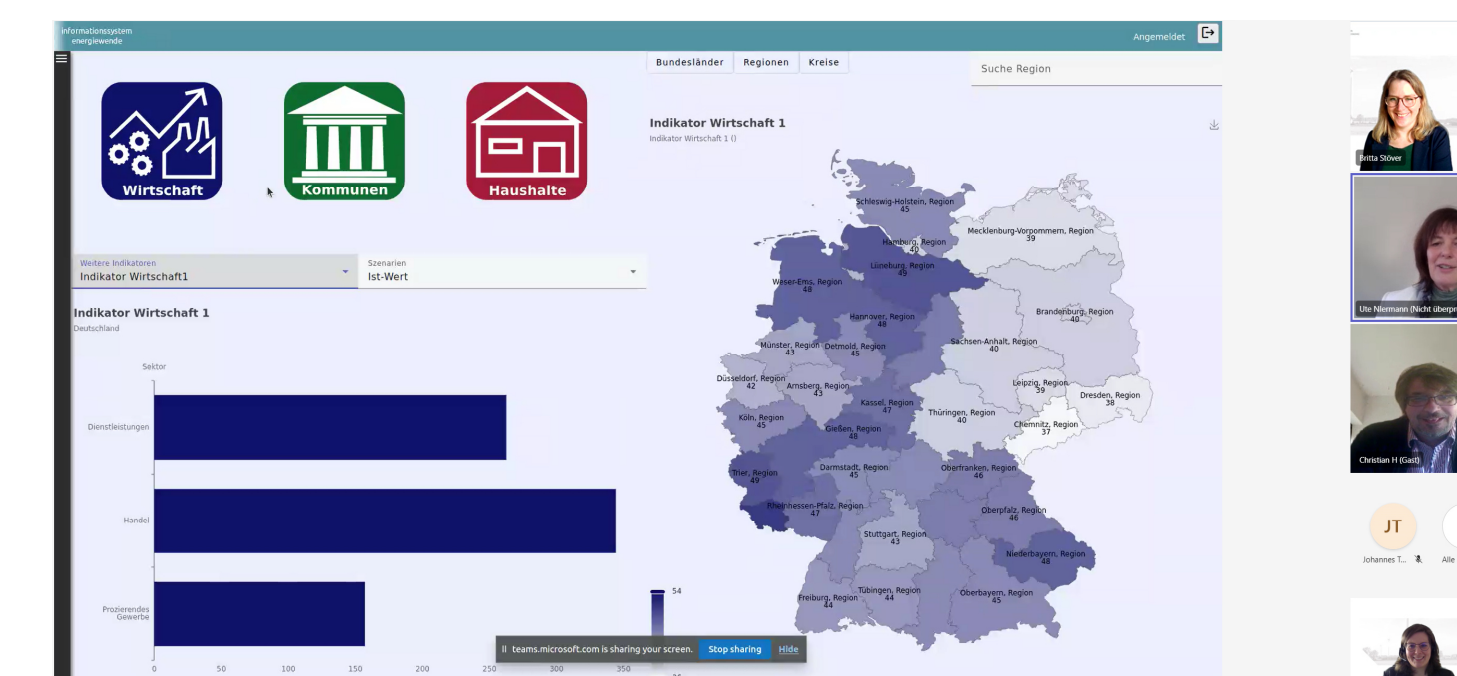 informationssystem
energiewende
Angemeldet
Wirtschaft
Kommunen
Haushalte
Bundesländer
Regionen
Kreise
Suche Region
Weitere Indikatoren
Indikator Wirtschaft1
Szenarien
Ist-Wert
Indikator Wirtschaft 1
Deutschland
Sektor
Dienstleistungen
Handel
Prozierendes
Gewerbe
0 50 100 150 200 250 300 350
Indikator Wirtschaft 1
Indikator Wirtschaft 1 ()
Schleswig-Holstein, Region
45
Mecklenburg-Vorpommern, Region
39
Hamburg, Region
40
Lüneburg, Region
49
Weser-Ems, Region
48
Brandenburg, Region
40
Hannover, Region
48
Sachsen-Anhalt, Region
40
Münster, Region
43
Detmold, Region
45
Düsseldorf, Region
42
Arnsberg, Region
43
Leipzig, Region
39
Dresden, Region
38
Kassel, Region
47
Thüringen, Region
40
Köln, Region
45
Gießen, Region
48
Chemnitz, Region
37
Trier, Region
49
Darmstadt, Region
45
Oberfranken, Region
46
Rheinhessen-Pfalz, Region
47
Oberpfalz, Region
46
Stuttgart, Region
43
Niederbayern, Region
48
Freiburg, Region
44
Tübingen, Region
44
Oberbayern, Region
45
54
II teams.microsoft.com is sharing your screen. Stop sharing Hide
Britta Stöver
Ute Niermann (Nicht überpr
Christian H (Gast)
JT
Johannes T...
Alle